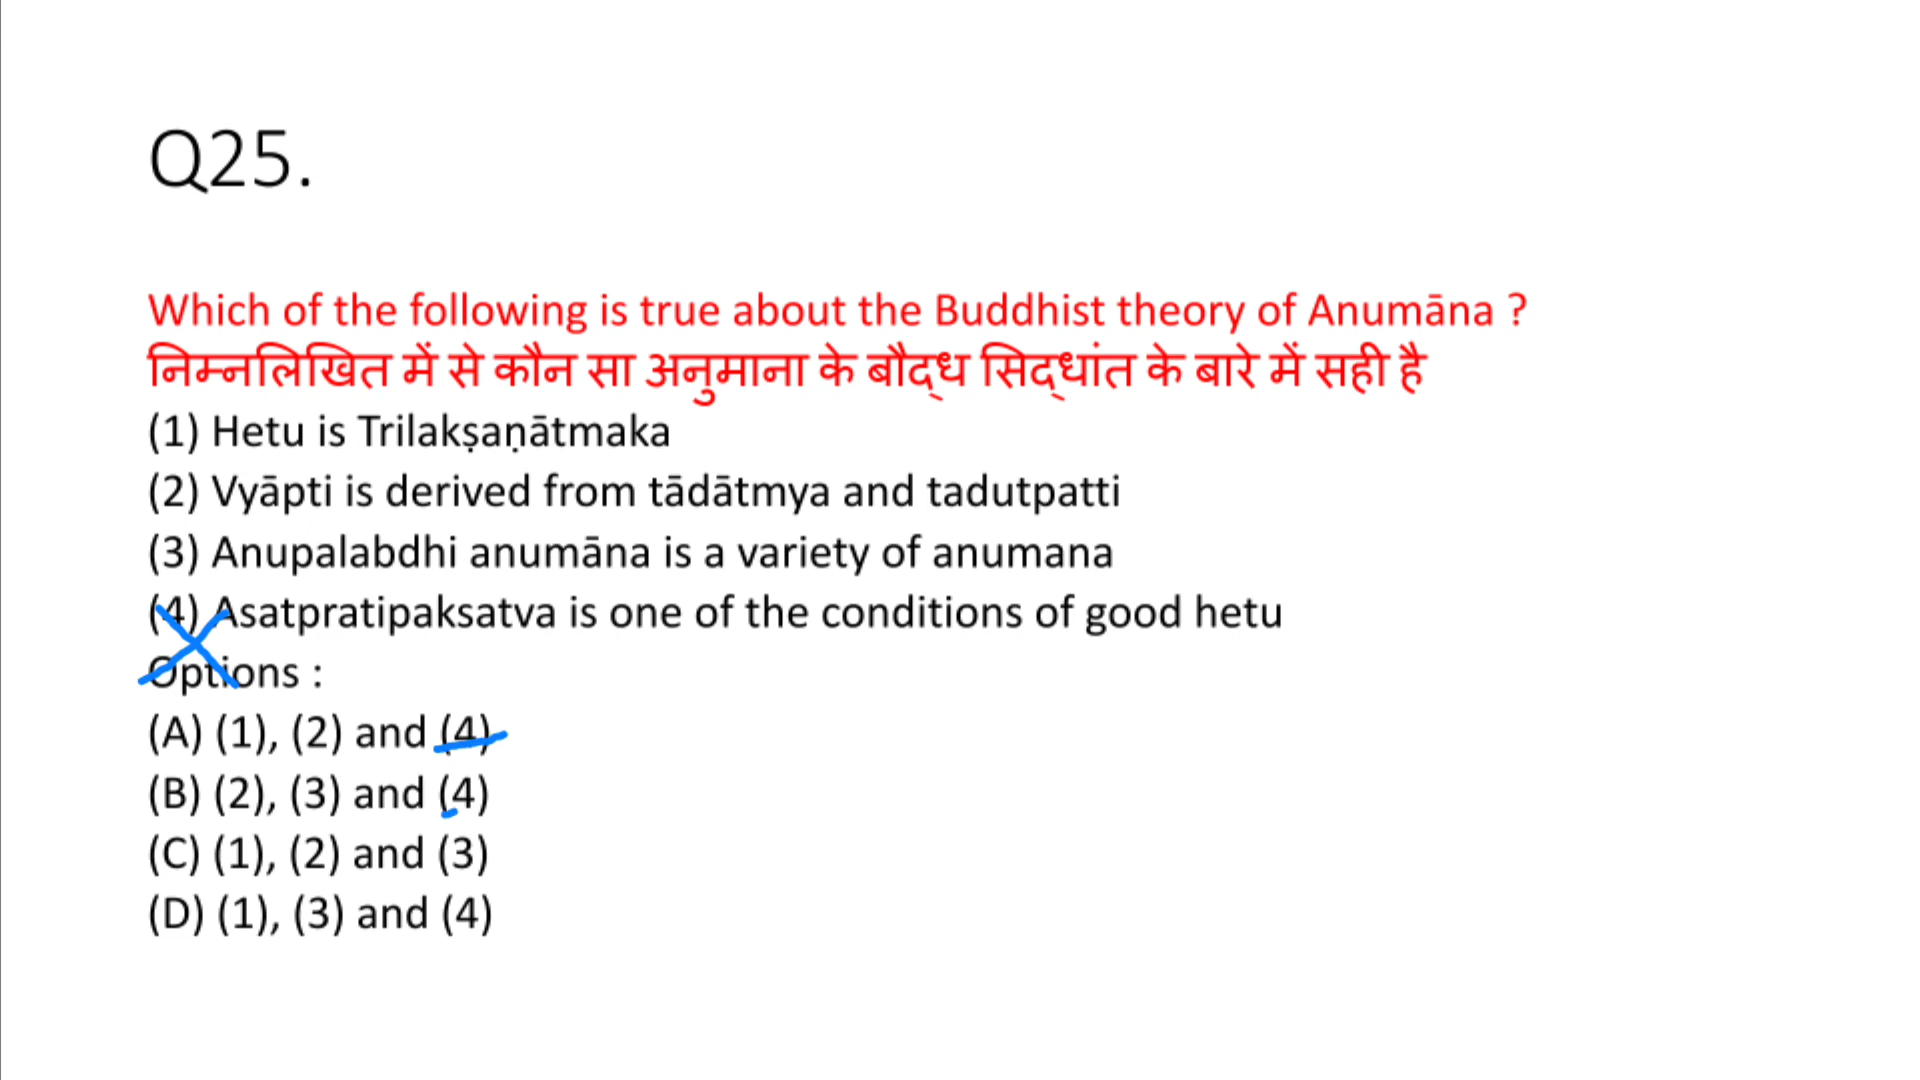 Q25.
Which of the following is true about the Buddhist theory of Anumāna ?
निम्नलिखित में से कौन सा अनुमाना के बौद्ध सिद्धांत के बारे में सही है
(1) Hetu is Trilakṣaṇātmaka
(2) Vyāpti is derived from tādātmya and tadutpatti
(3) Anupalabdhi anumāna is a variety of anumana
(4) Asatpratipaksatva is one of the conditions of good hetu
Options :
(A) (1), (2) and (4)
(B) (2), (3) and (4)
(C) (1), (2) and (3)
(D) (1), (3) and (4)